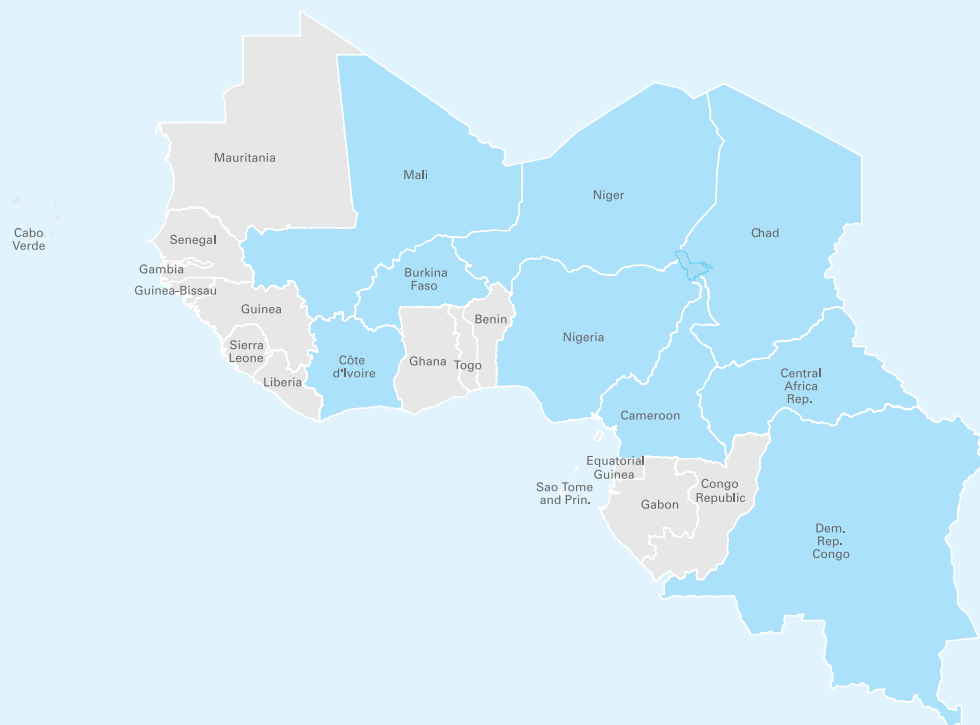 Mauritania
Mali
Niger
Chad
Cabo
Verde
Senegal
Gambia
Guinea-Bissau
Guinea
Burkina
Faso
Benin
Nigeria
Sierra
Leone
Liberia
Côte
d'Ivoire
Ghana
Togo
Central
Africa
Rep.
Cameroon
Equatorial
Guinea
Sao Tome
and Prin.
Gabon
Congo
Republic
Dem.
Rep.
Congo